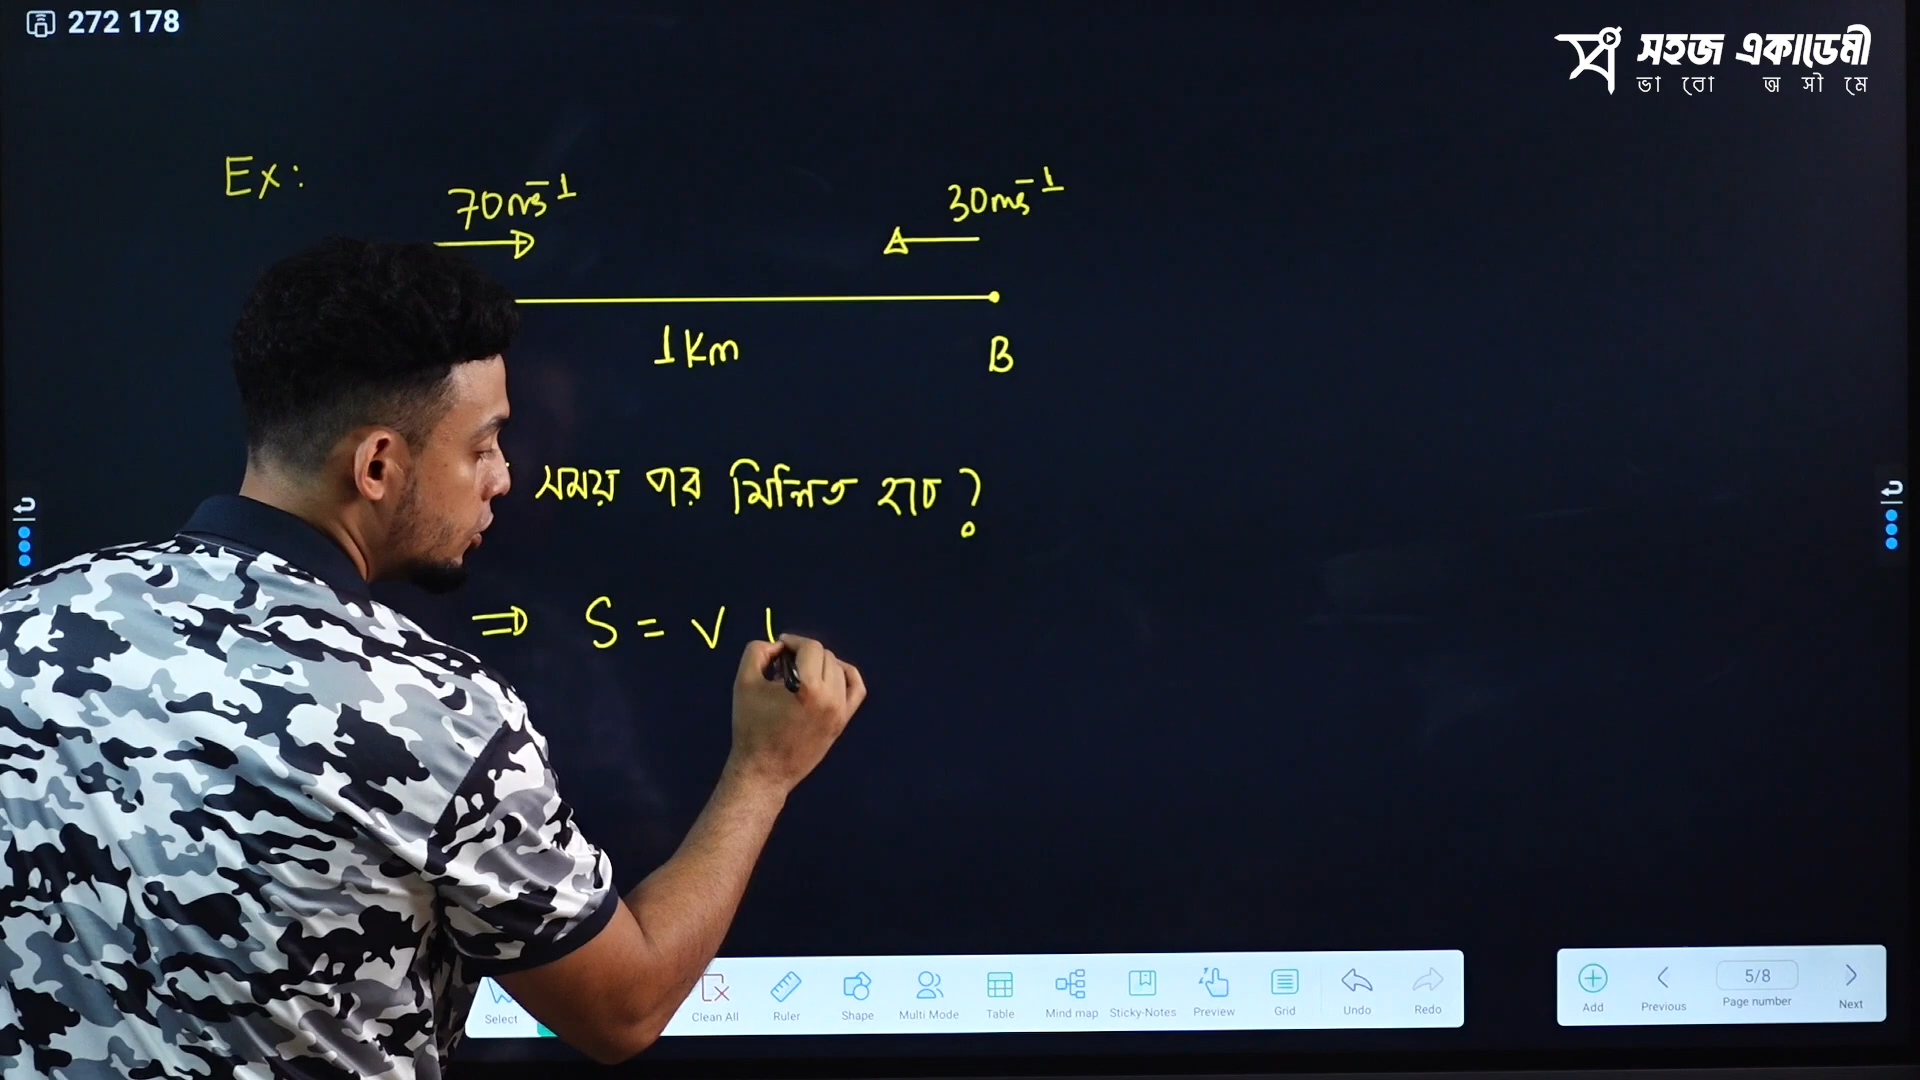 272 178
সহজ একাডেমী
ভাবো অসীমে
Ex:
70ms⁻¹
30ms⁻¹
1Km
B
সময় পর মিলিত হবে?
⇒ S = V
Select
Clean All
Ruler
Shape
Multi Mode
Table
Mind map
Sticky-Notes
Preview
Grid
Undo
Redo
Add
Previous
5/8
Page number
Next